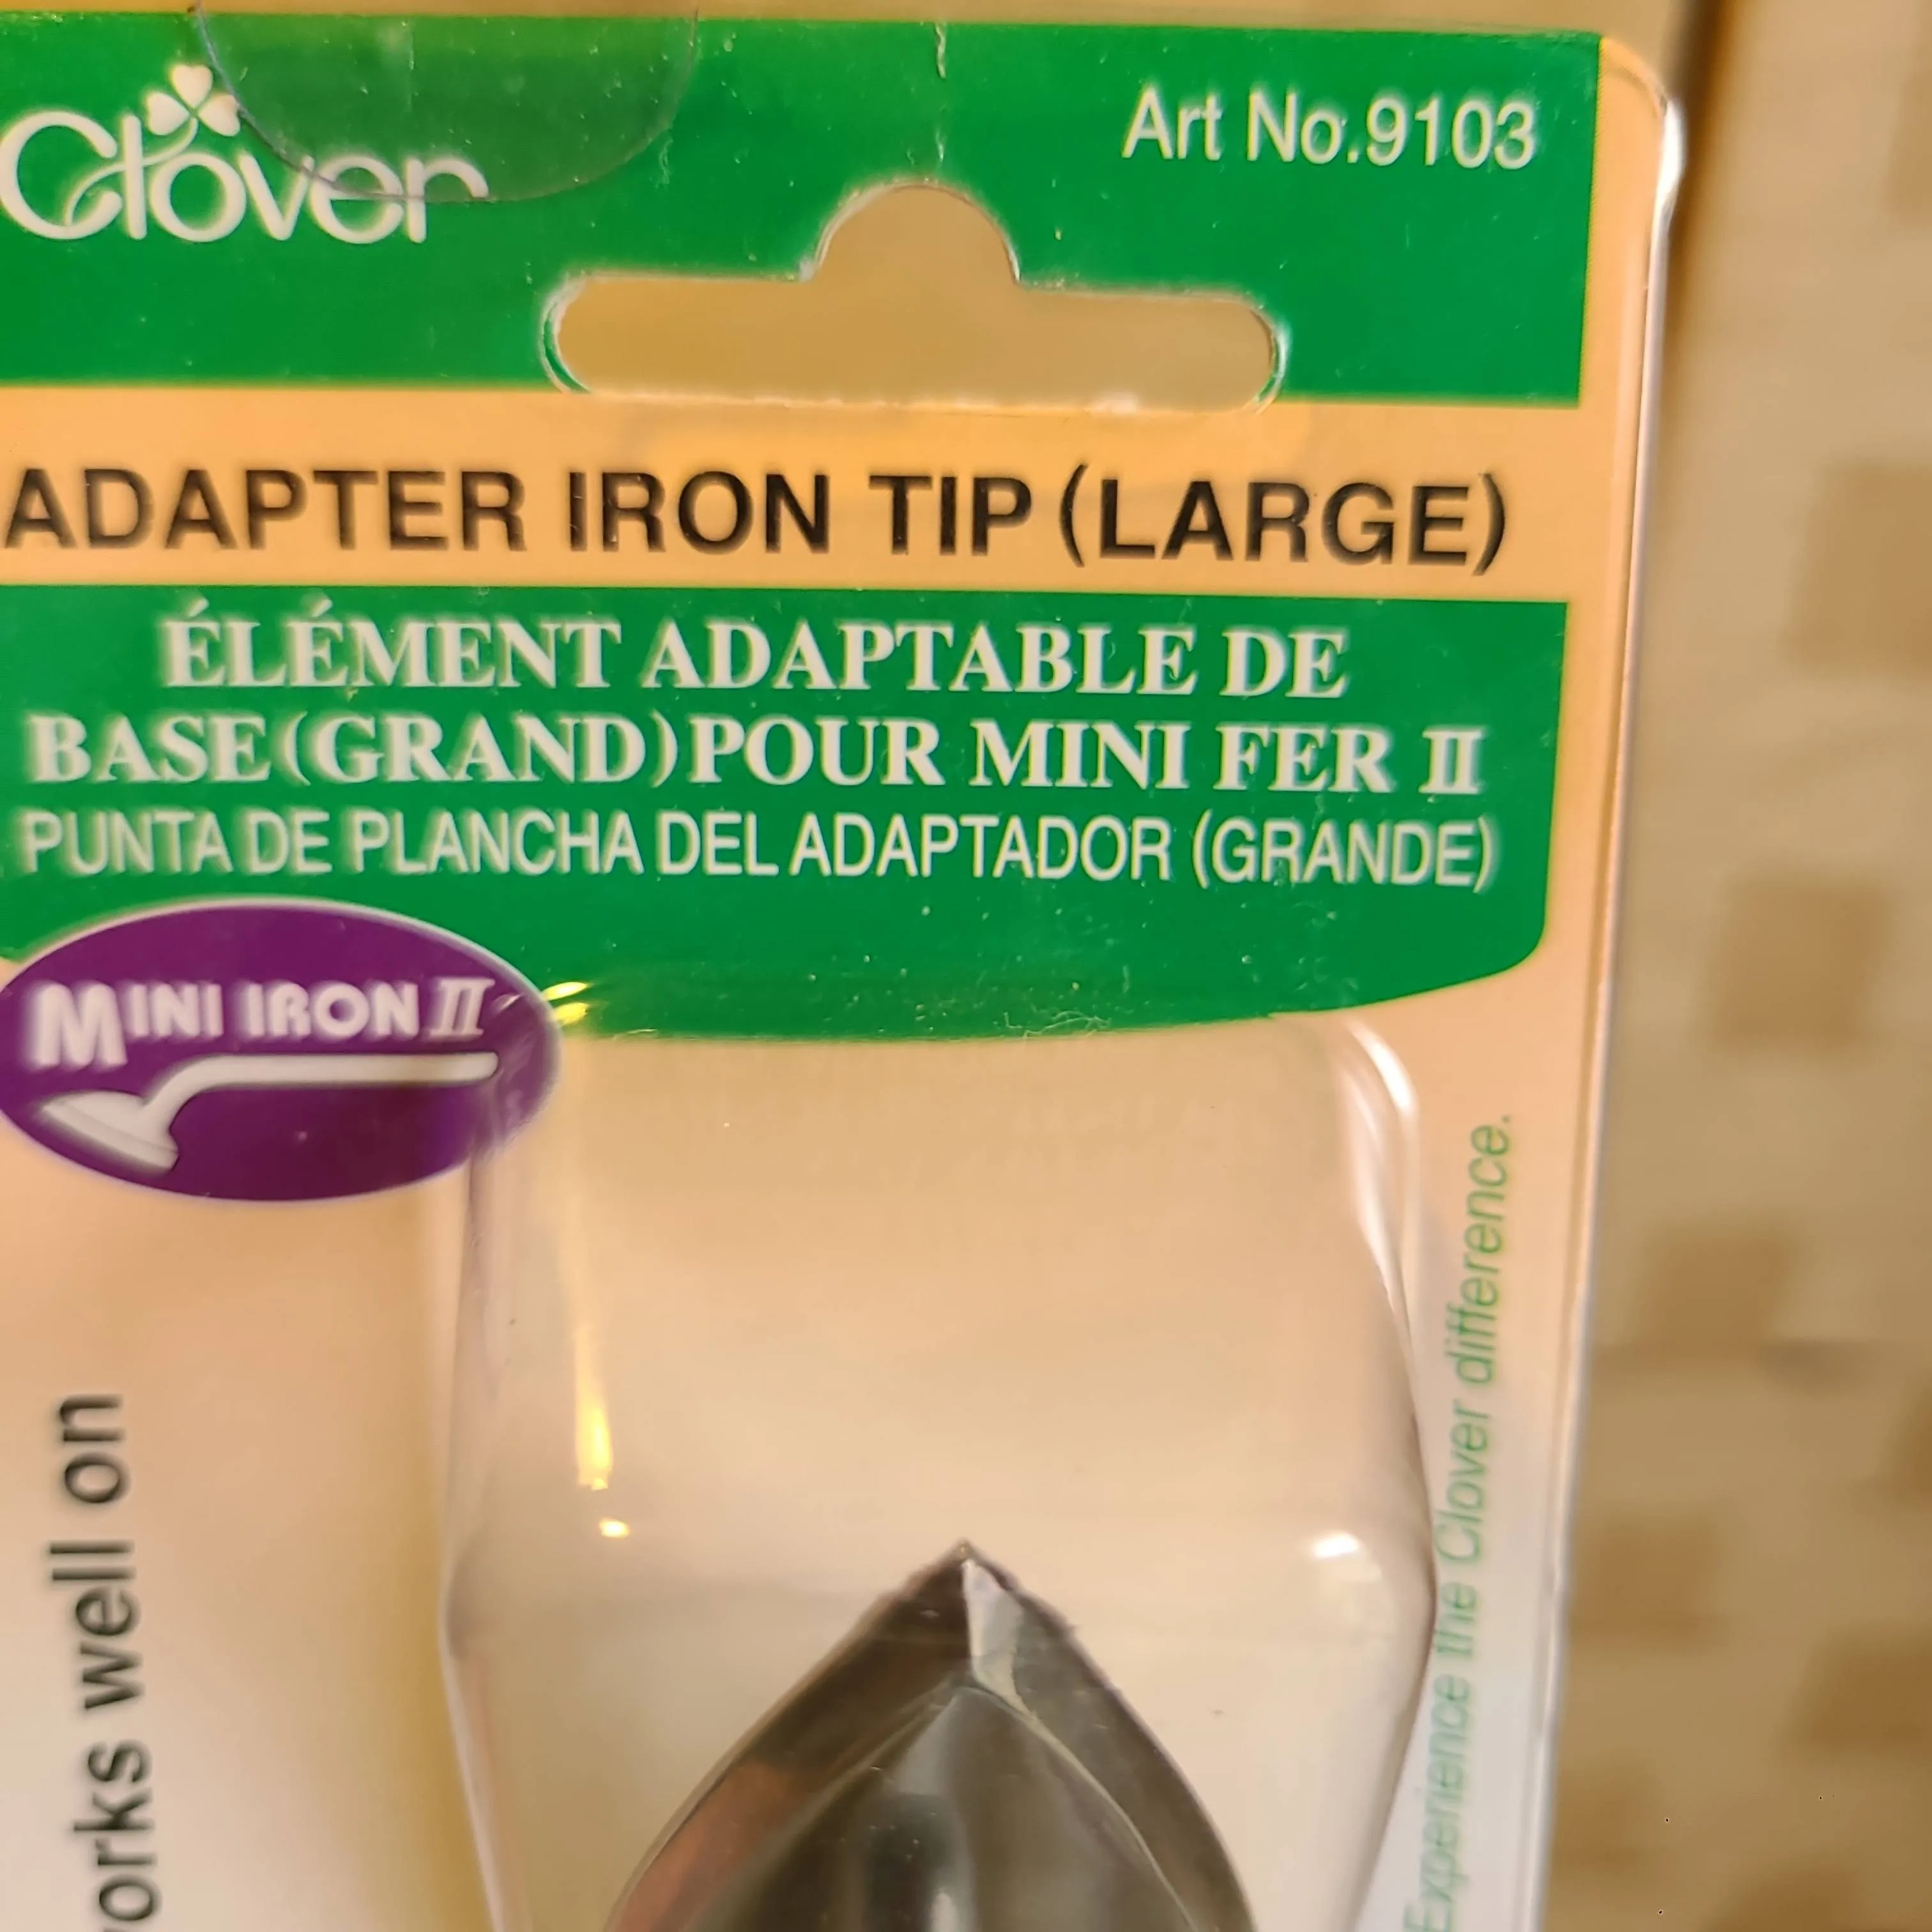 Clover
Art No.9103
ADAPTER IRON TIP (LARGE)
ÉLÉMENT ADAPTABLE DE
BASE(GRAND)POUR MINI FER II
PUNTA DE PLANCHA DEL ADAPTADOR (GRANDE)
MINI IRON II
well on
Experience the Clover difference.